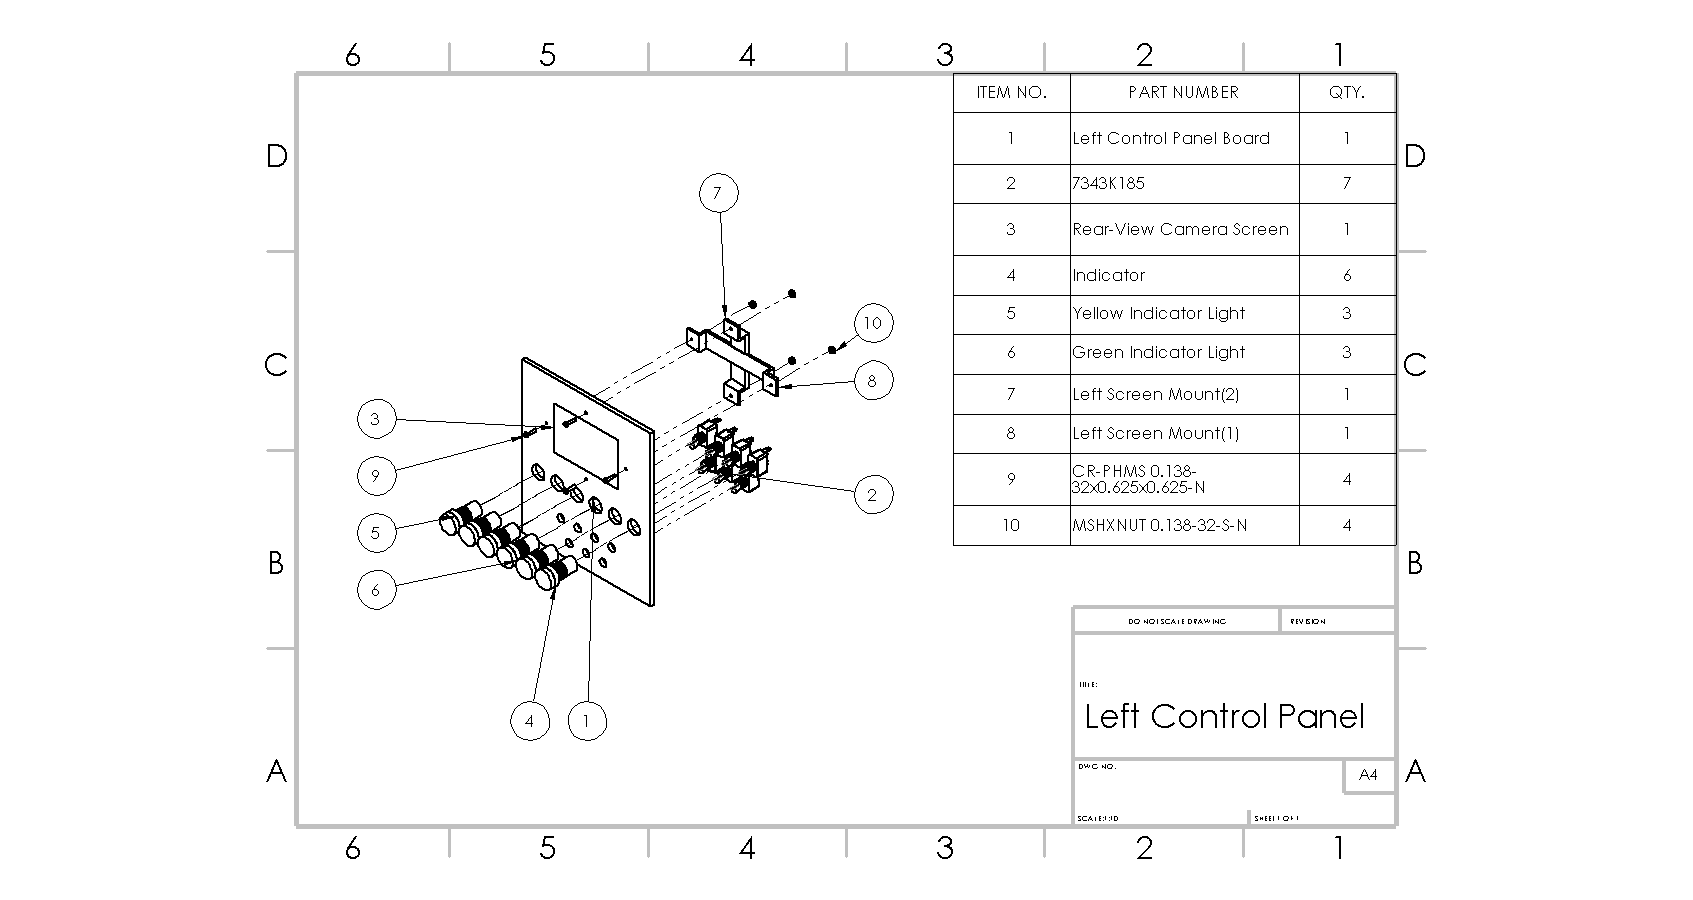 6 5 4 3 2 1
ITEM NO. PART NUMBER QTY.
1 Left Control Panel Board 1
2 7343K185 7
3 Rear-View Camera Screen 1
4 Indicator 6
5 Yellow Indicator Light 3
6 Green Indicator Light 3
7 Left Screen Mount(2) 1
8 Left Screen Mount(1) 1
9 CR-PHMS 0.138-
32x0.625x0.625-N 4
10 MSHXNUT 0.138-32-S-N 4
D D
C C
B B
A A
7
10
8
3
9
2
5
6
4 1
DO NOT SCALE DRAWING REVISION
TITLE:
Left Control Panel
DWG NO.
A4
SCALE:1:10 SHEET 1 OF 1
6 5 4 3 2 1